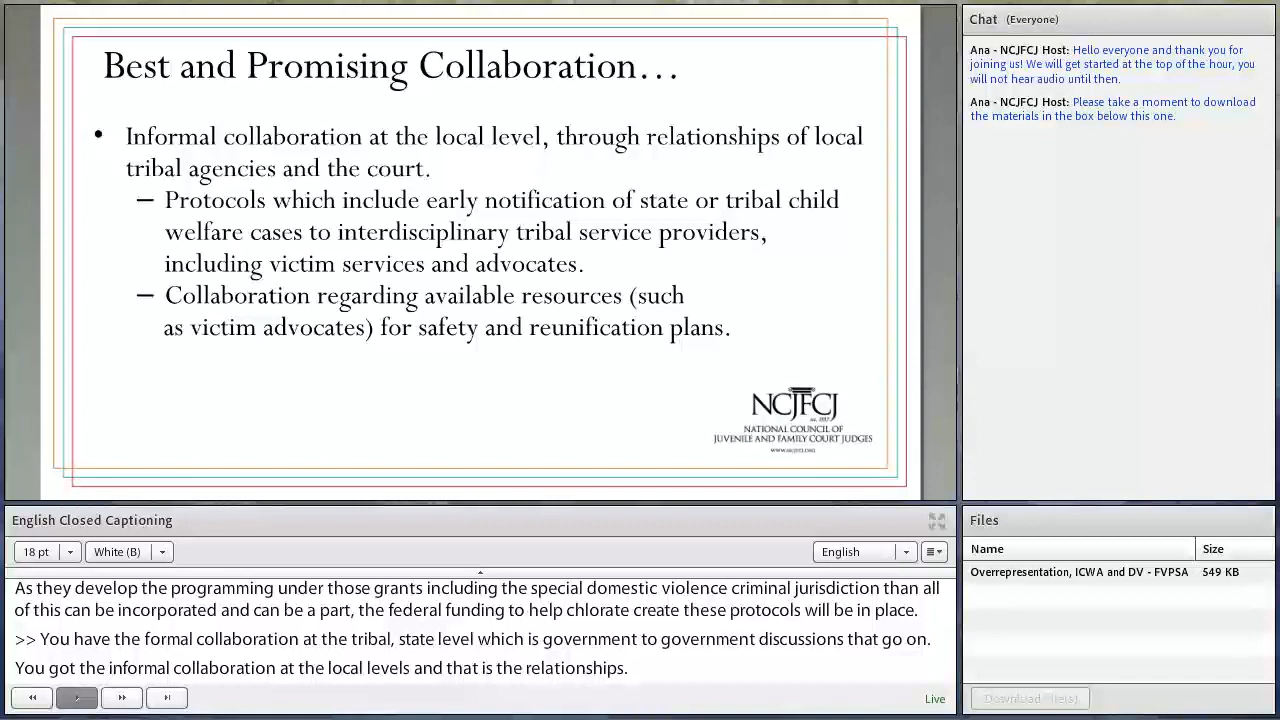 Best and Promising Collaboration…
• Informal collaboration at the local level, through relationships of local
tribal agencies and the court.
– Protocols which include early notification of state or tribal child
welfare cases to interdisciplinary tribal service providers,
including victim services and advocates.
– Collaboration regarding available resources (such
as victim advocates) for safety and reunification plans.
NCJFCJ
NATIONAL COUNCIL OF
JUVENILE AND FAMILY COURT JUDGES
WWW.NCJFCJ.ORG
Chat (Everyone)
Ana - NCJFCJ Host: Hello everyone and thank you for
joining us! We will get started at the top of the hour, you
will not hear audio until then.
Ana - NCJFCJ Host: Please take a moment to download
the materials in the box below this one.
English Closed Captioning
18 pt White (B) English
As they develop the programming under those grants including the special domestic violence criminal jurisdiction than all
of this can be incorporated and can be a part, the federal funding to help chlorate create these protocols will be in place.
>> You have the formal collaboration at the tribal, state level which is government to government discussions that go on.
You got the informal collaboration at the local levels and that is the relationships.
Live
Files
Name Size
Overrepresentation, ICWA and DV - FVPSA 549 KB
Download File(s)